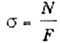 σ = N/F